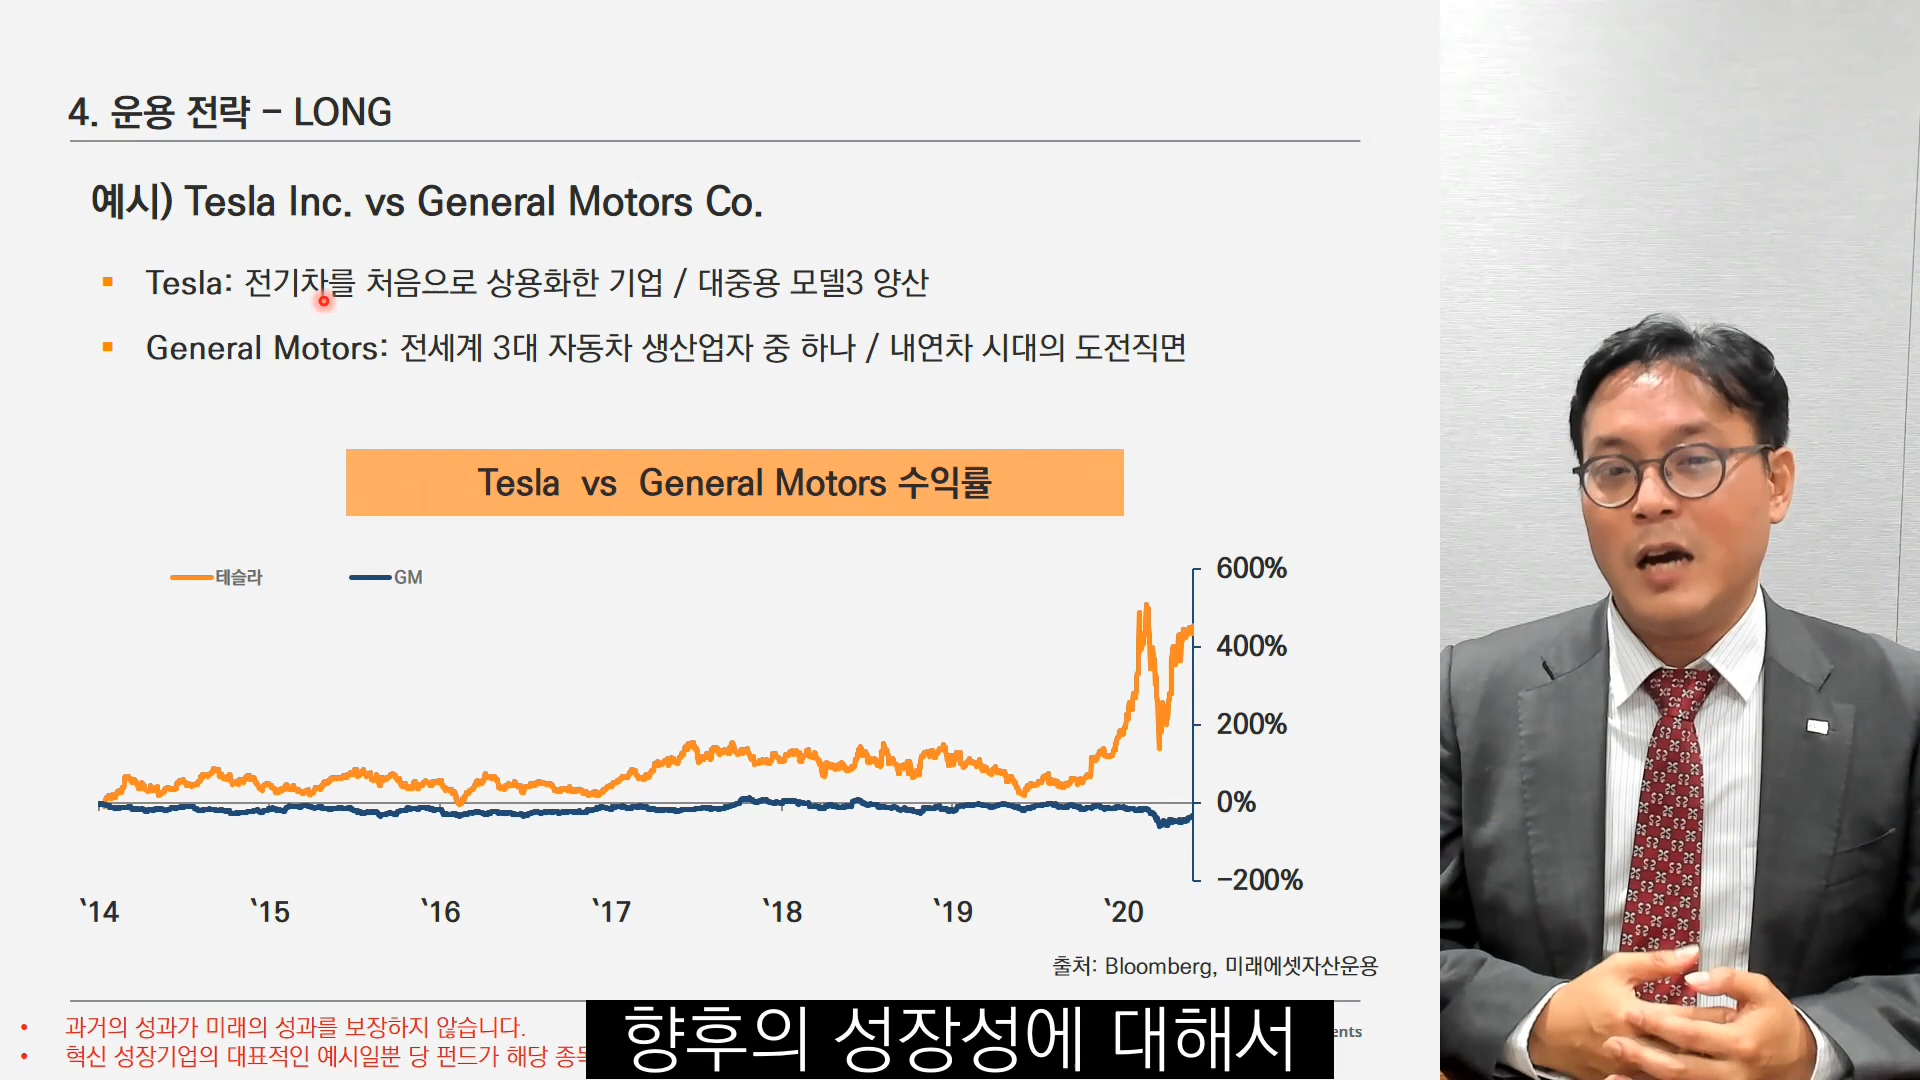 4. 운용 전략 – LONG
예시) Tesla Inc. vs General Motors Co.
▪ Tesla: 전기차를 처음으로 상용화한 기업 / 대중용 모델3 양산
▪ General Motors: 전세계 3대 자동차 생산업자 중 하나 / 내연차 시대의 도전직면
Tesla vs General Motors 수익률
테슬라 GM
600%
400%
200%
0%
-200%
‘14 ‘15 ‘16 ‘17 ‘18 ‘19 ‘20
출처: Bloomberg, 미래에셋자산운용
• 과거의 성과가 미래의 성과를 보장하지 않습니다.
• 혁신 성장기업의 대표적인 예시일뿐 당 펀드가 해당
향후의 성장성에 대해서